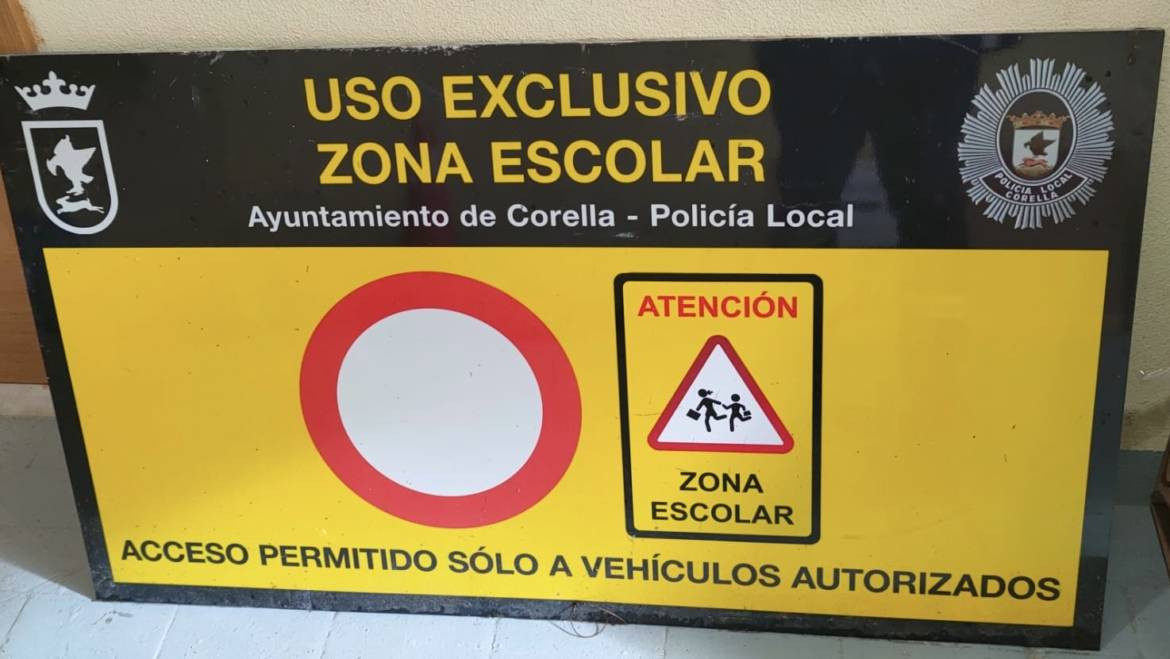 USO EXCLUSIVO
ZONA ESCOLAR
Ayuntamiento de Corella - Policía Local
POLICIA LOCAL
CORELLA
ATENCIÓN
ZONA
ESCOLAR
ACCESO PERMITIDO SÓLO A VEHÍCULOS AUTORIZADOS